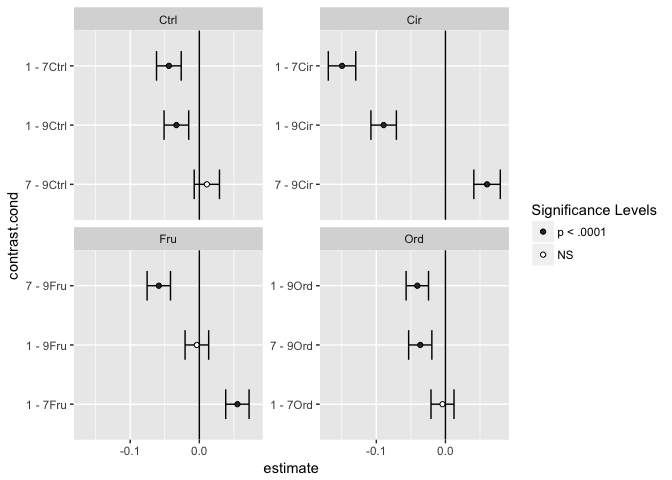 Ctrl
Cir
1 - 7Ctrl
1 - 9Ctrl
7 - 9Ctrl
1 - 7Cir
1 - 9Cir
7 - 9Cir
contrast.cond
Fru
Ord
7 - 9Fru
1 - 9Fru
1 - 7Fru
1 - 9Ord
7 - 9Ord
1 - 7Ord
-0.1
0.0
-0.1
0.0
estimate
Significance Levels
p < .0001
NS